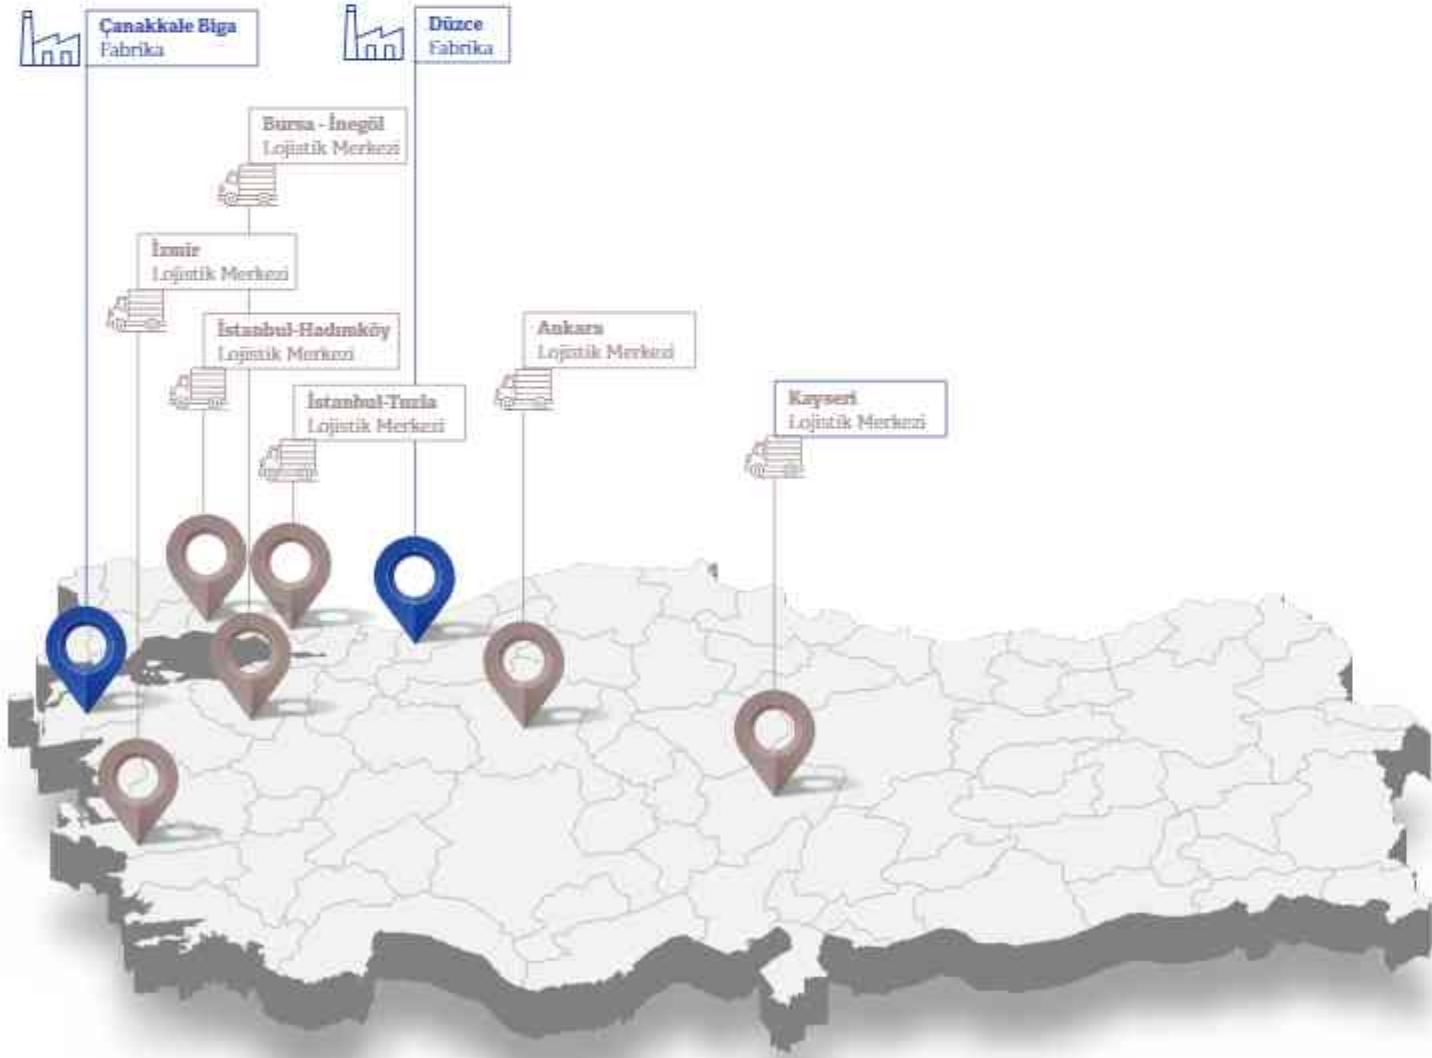 Çanakkale Biga
Fabrika
Düzce
Fabrika
Bursa - İnegöl
Lojistik Merkezi
İzmir
Lojistik Merkezi
İstanbul-Hadımköy
Lojistik Merkezi
Ankara
Lojistik Merkezi
İstanbul-Tuzla
Lojistik Merkezi
Kayseri
Lojistik Merkezi